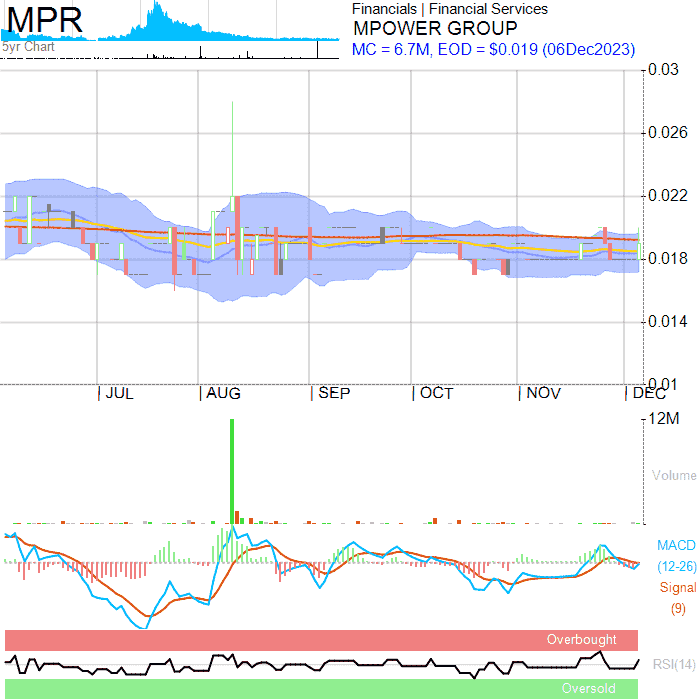 MPR
5yr Chart
Financials | Financial Services
MPOWER GROUP
MC = 6.7M, EOD = $0.019 (06Dec2023)
0.03
0.026
0.022
0.018
0.014
0.01
JUL AUG SEP OCT NOV DEC
12M
Volume
MACD
(12-26)
Signal
(9)
Overbought
RSI(14)
Oversold